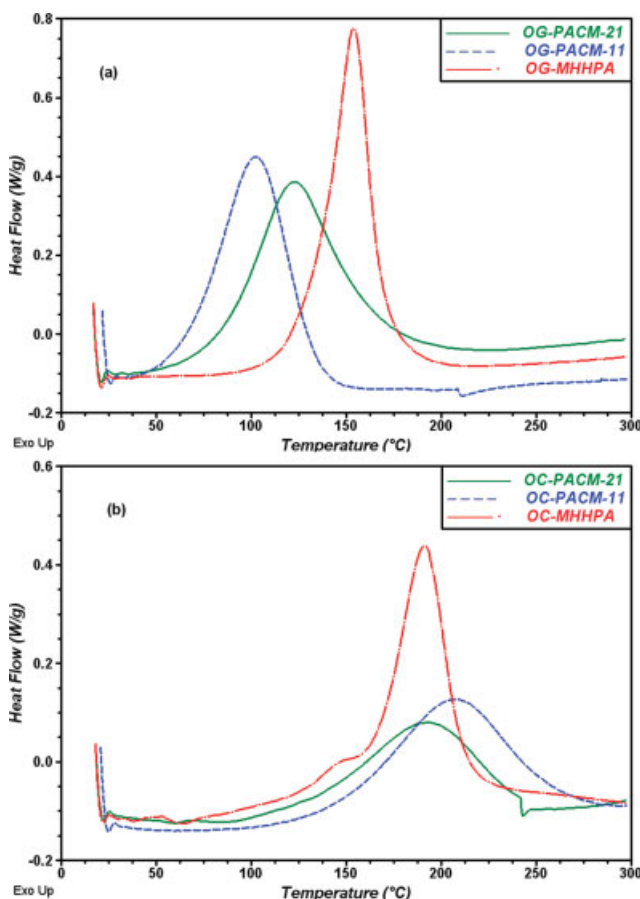 0.8
0.6
0.4
0.2
0.0
-0.2
Heat Flow (W/g)
(a)
OG-PACM-21
OG-PACM-11
OG-MHHPA
0
50
100
150
200
250
300
Exo Up
Temperature (°C)
0.6
0.4
0.2
0.0
-0.2
Heat Flow (W/g)
(b)
OC-PACM-21
OC-PACM-11
OC-MHHPA
0
50
100
150
200
250
300
Exo Up
Temperature (°C)